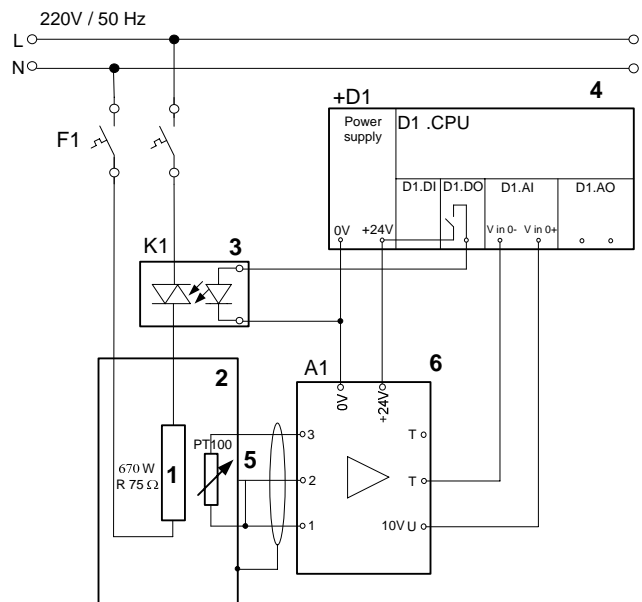 220V / 50 Hz
L
N
+D1
4
Power supply
D1 .CPU
F1
D1.DI
D1.DO
D1.AI
D1.AO
0V
+24V
V in 0-
V in 0+
K1
3
2
A1
6
0V
+24V
PT100
5
3
T
670 W
R 75 Ω
1
2
T
1
10V U